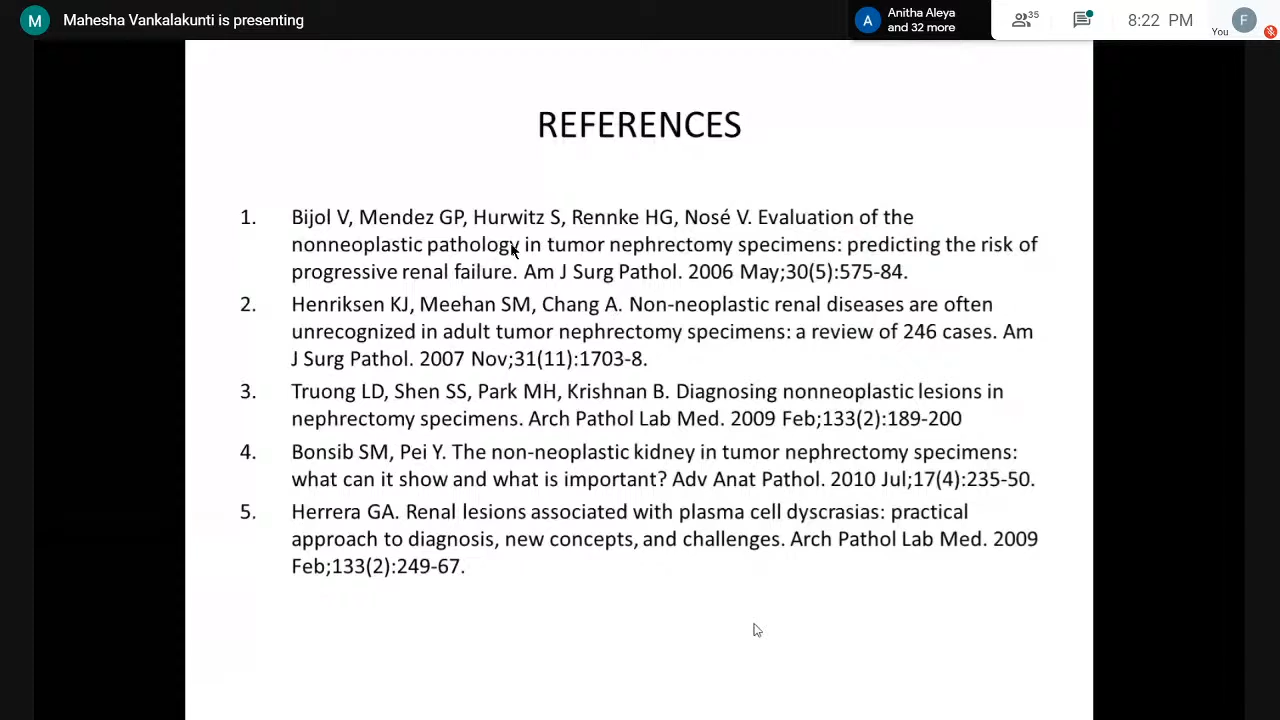 M Mahesha Vankalakunti is presenting
A Anitha Aleya
and 32 more
35
8:22 PM
F
You
REFERENCES
1. Bijol V, Mendez GP, Hurwitz S, Rennke HG, Nosé V. Evaluation of the
nonneoplastic pathology in tumor nephrectomy specimens: predicting the risk of
progressive renal failure. Am J Surg Pathol. 2006 May;30(5):575-84.
2. Henriksen KJ, Meehan SM, Chang A. Non-neoplastic renal diseases are often
unrecognized in adult tumor nephrectomy specimens: a review of 246 cases. Am
J Surg Pathol. 2007 Nov;31(11):1703-8.
3. Truong LD, Shen SS, Park MH, Krishnan B. Diagnosing nonneoplastic lesions in
nephrectomy specimens. Arch Pathol Lab Med. 2009 Feb;133(2):189-200
4. Bonsib SM, Pei Y. The non-neoplastic kidney in tumor nephrectomy specimens:
what can it show and what is important? Adv Anat Pathol. 2010 Jul;17(4):235-50.
5. Herrera GA. Renal lesions associated with plasma cell dyscrasias: practical
approach to diagnosis, new concepts, and challenges. Arch Pathol Lab Med. 2009
Feb;133(2):249-67.